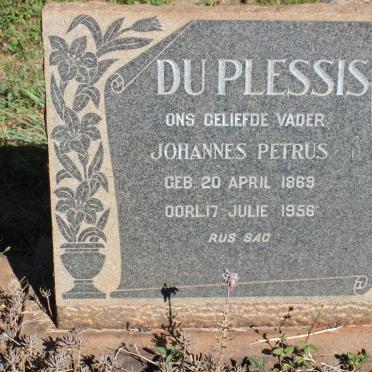 DU PLESSIS
ONS GELIEFDE VADER
JOHANNES PETRUS
GEB. 20 APRIL 1869
OORL. 17 JULIE 1956
RUS SAG